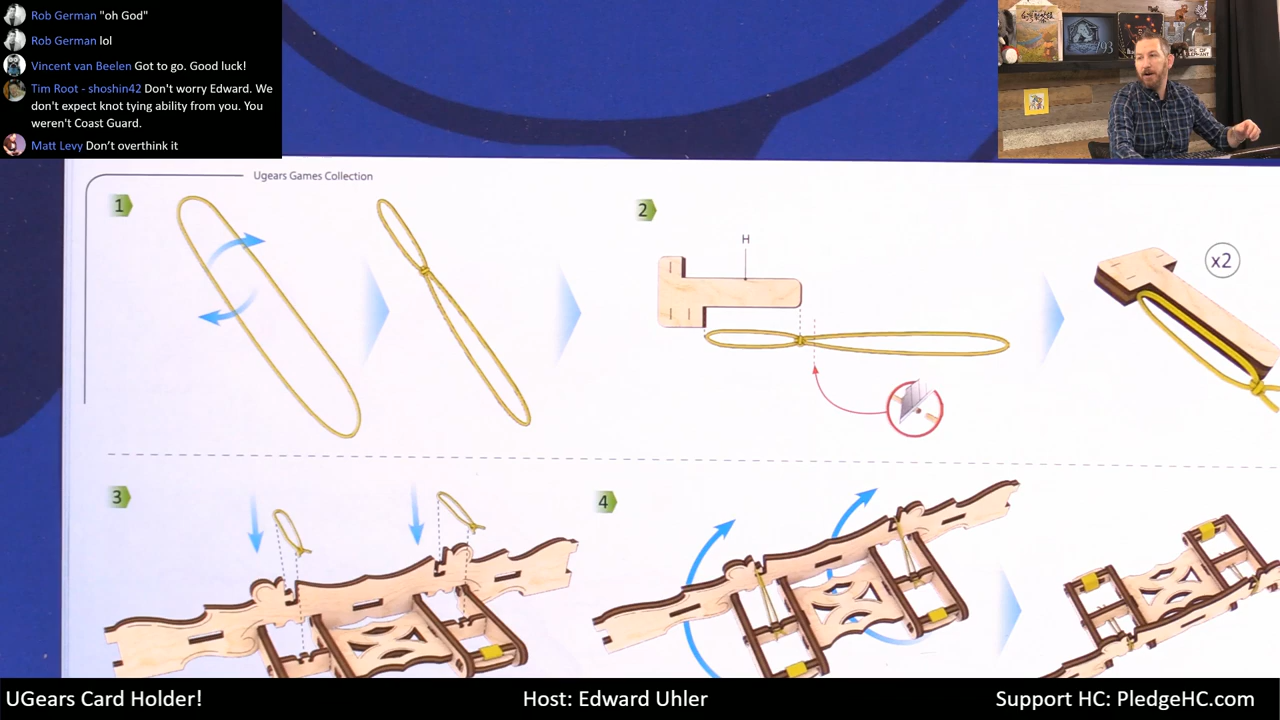 Rob German "oh God"
Rob German lol
Vincent van Beelen Got to go. Good luck!
Tim Root - shoshin42 Don't worry Edward. We
don't expect knot tying ability from you. You
weren't Coast Guard.
Matt Levy Don't overthink it
Ugears Games Collection
1
2
H
x2
3
4
UGears Card Holder!
Host: Edward Uhler
Support HC: PledgeHC.com